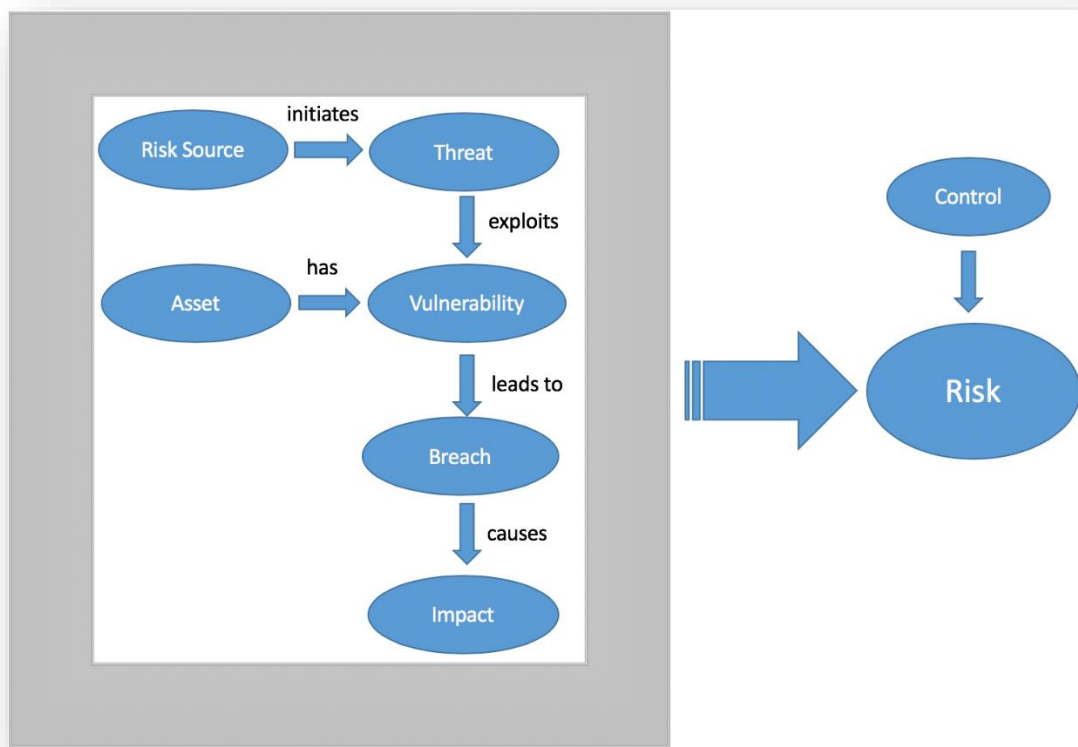 initiates
Risk Source
Threat
exploits
has
Asset
Vulnerability
leads to
Breach
causes
Impact
Control
Risk